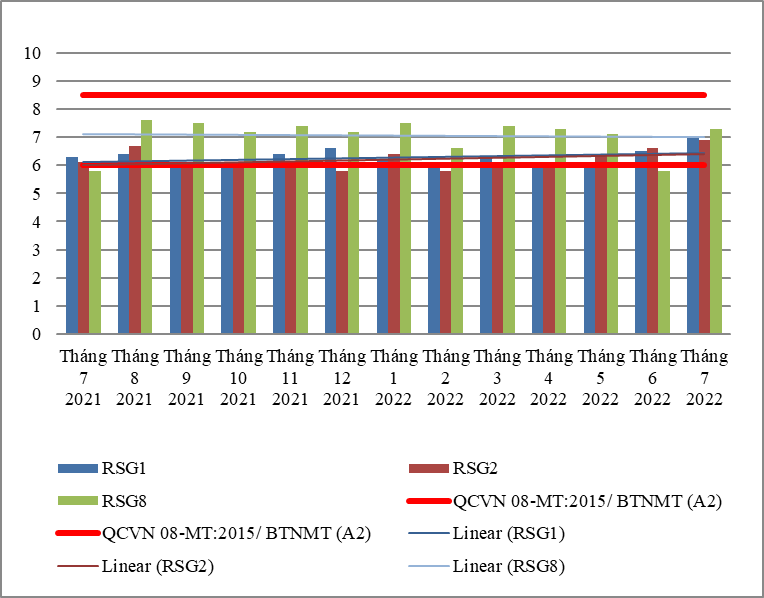 10
9
8
7
6
5
4
3
2
1
0
Tháng Tháng Tháng Tháng Tháng Tháng Tháng Tháng Tháng Tháng Tháng Tháng Tháng
7 8 9 10 11 12 1 2 3 4 5 6 7
2021 2021 2021 2021 2021 2021 2022 2022 2022 2022 2022 2022 2022
RSG1 RSG2
RSG8 QCVN 08-MT:2015/ BTNMT (A2)
QCVN 08-MT:2015/ BTNMT (A2) Linear (RSG1)
Linear (RSG2) Linear (RSG8)